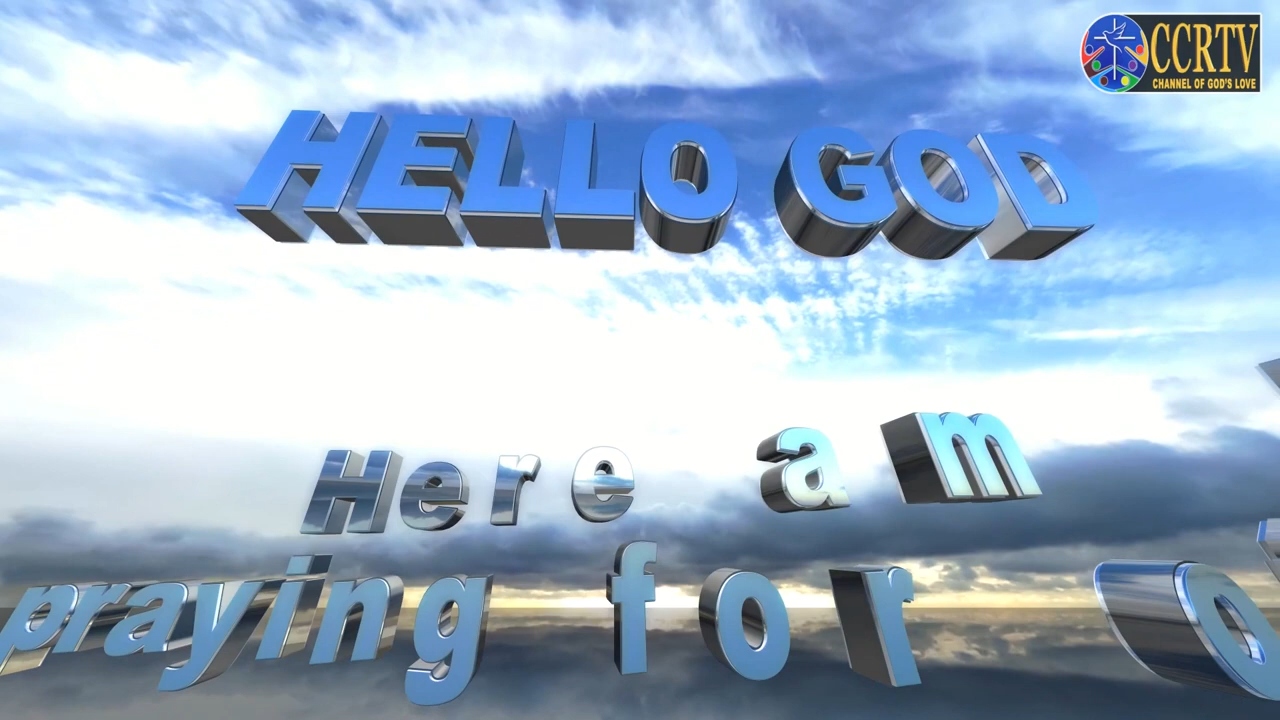 CCRTV
CHANNEL OF GOD'S LOVE
HELLO GOD
Here am
praying for